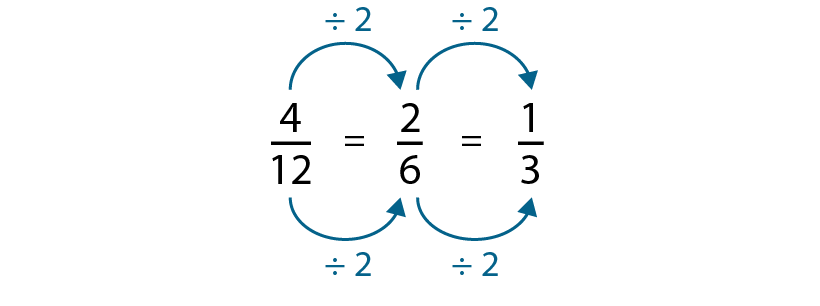 ÷ 2 ÷ 2
4/12 = 2/6 = 1/3
÷ 2 ÷ 2